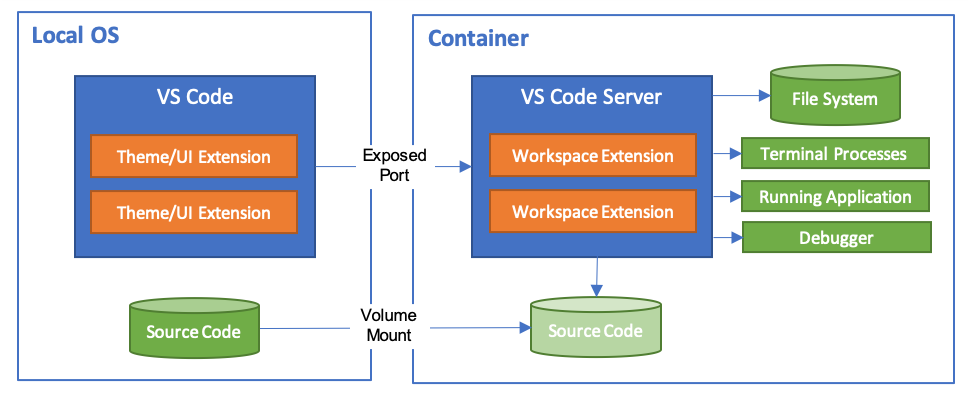 Local OS
VS Code
Theme/UI Extension
Theme/UI Extension
Source Code
Exposed
Port
Volume
Mount
Container
VS Code Server
Workspace Extension
Workspace Extension
File System
Terminal Processes
Running Application
Debugger
Source Code